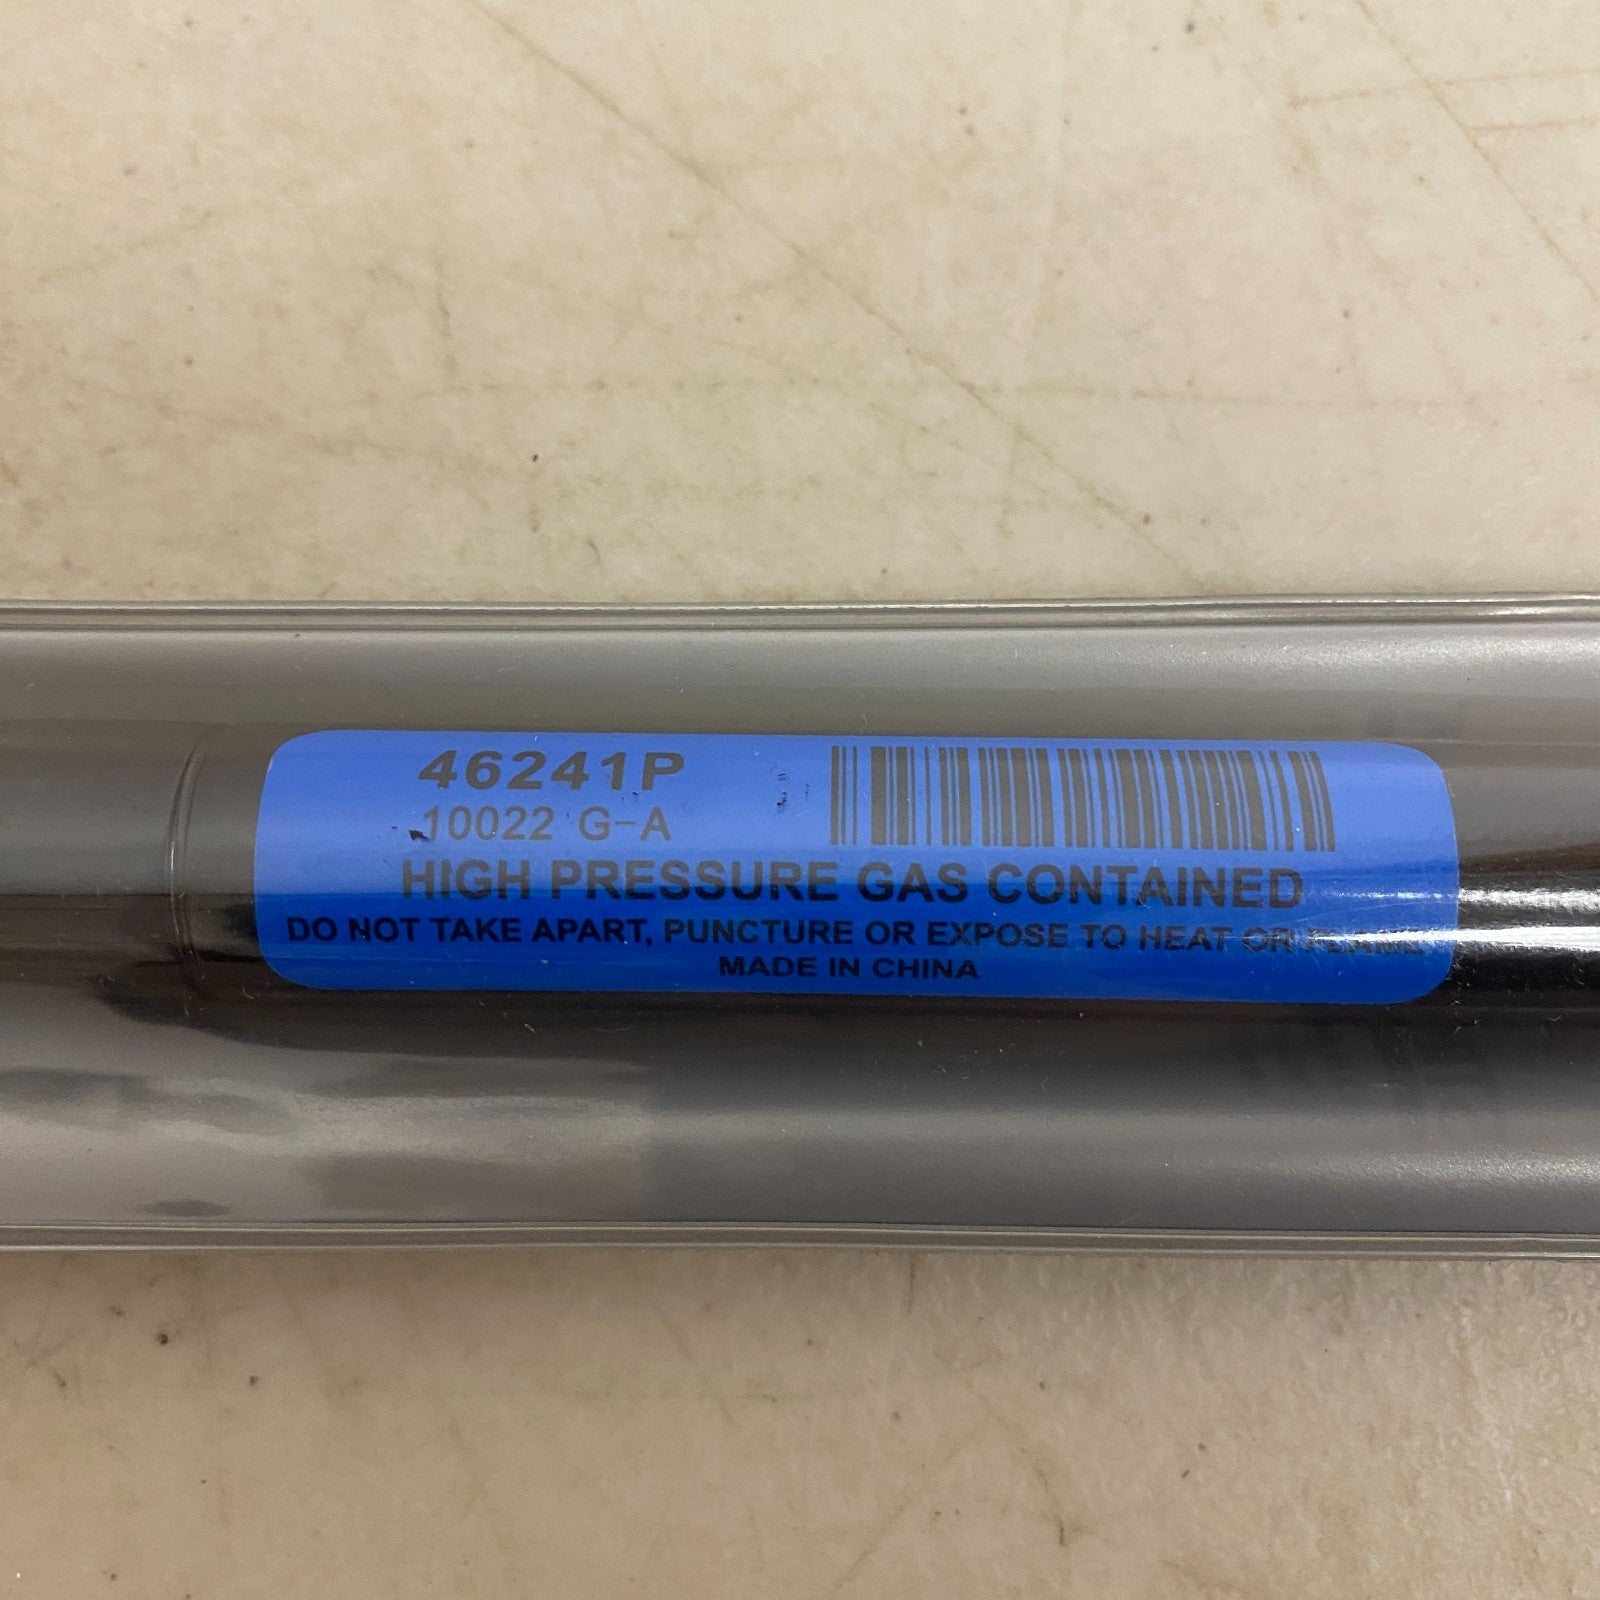 46241P
10022 G-A
HIGH PRESSURE GAS CONTAINED
DO NOT TAKE APART, PUNCTURE OR EXPOSE TO HEAT OR FLAME
MADE IN CHINA